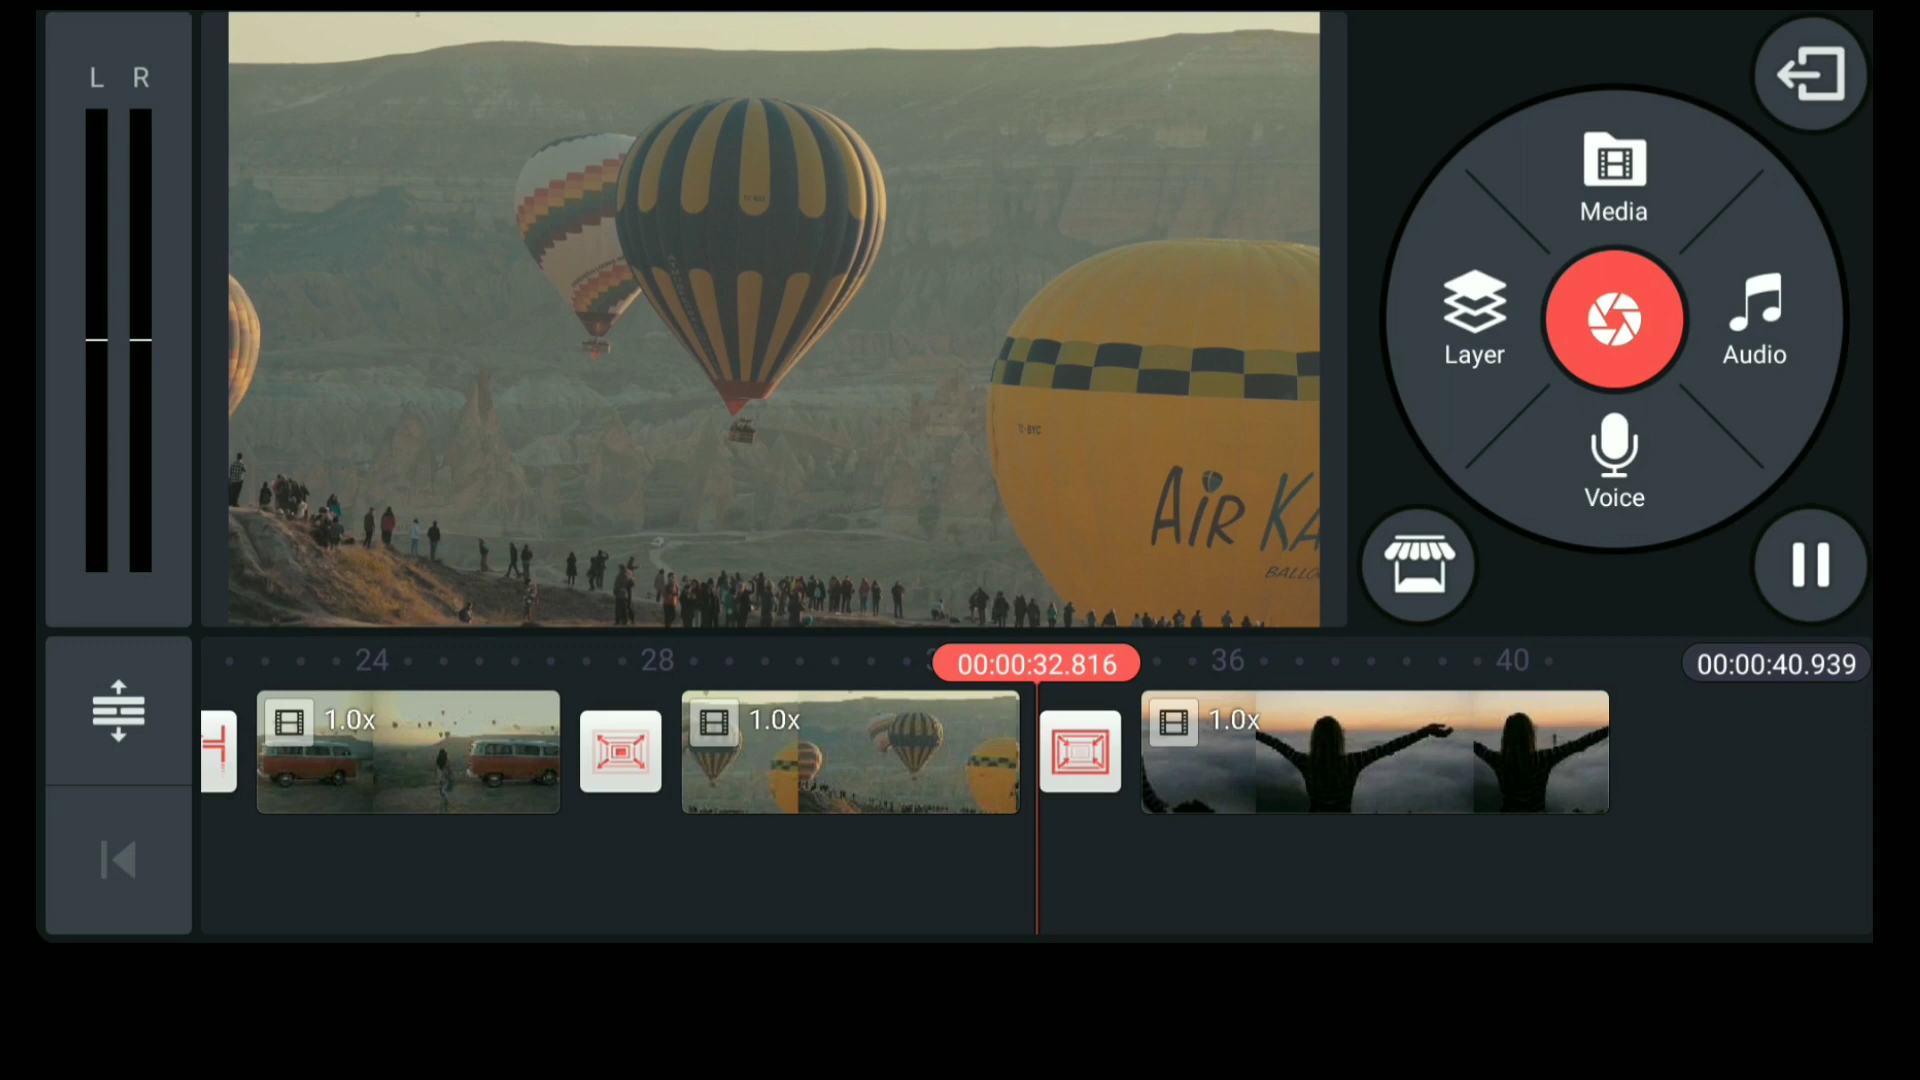 L R
Media
Layer
Audio
Voice
T:BYC
AIR KA
BALLO
24
28
00:00:32.816
36
40
00:00:40.939
1.0x
1.0x
1.0x